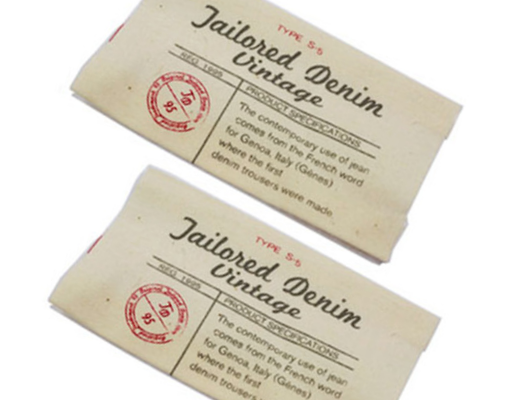 TYPE S-5
Tailored Denim
Vintage
REG. 1995
PRODUCT SPECIFICATIONS
The contemporary use of jean
comes from the French word
for Genoa, Italy (Gênes)
where the first
denim trousers were made.
TYPE S-5
Tailored Denim
Vintage
REG. 1995
PRODUCT SPECIFICATIONS
The contemporary use of jean
comes from the French word
for Genoa, Italy (Gênes)
where the first
denim trousers